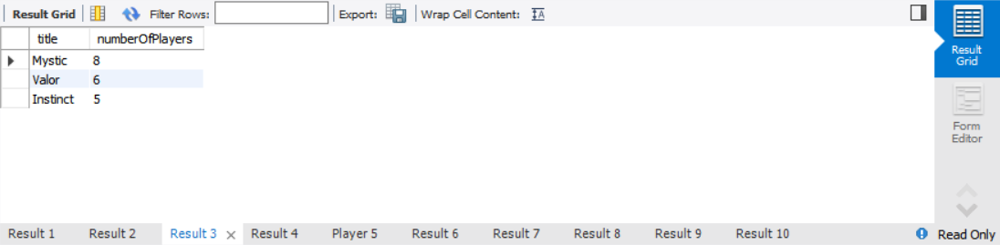 Result Grid Filter Rows: Export: Wrap Cell Content: IA
title numberOfPlayers
Mystic 8
Valor 6
Instinct 5
Result
Grid
Form
Editor
Result 1 Result 2 Result 3 × Result 4 Player 5 Result 6 Result 7 Result 8 Result 9 Result 10 Read Only